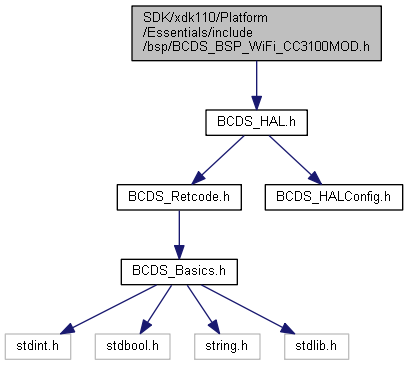 SDK/xdk110/Platform
/Essentials/include
/bsp/BCDS_BSP_WiFi_CC3100MOD.h
BCDS_HAL.h
BCDS_Retcode.h
BCDS_HALConfig.h
BCDS_Basics.h
stdint.h
stdbool.h
string.h
stdlib.h